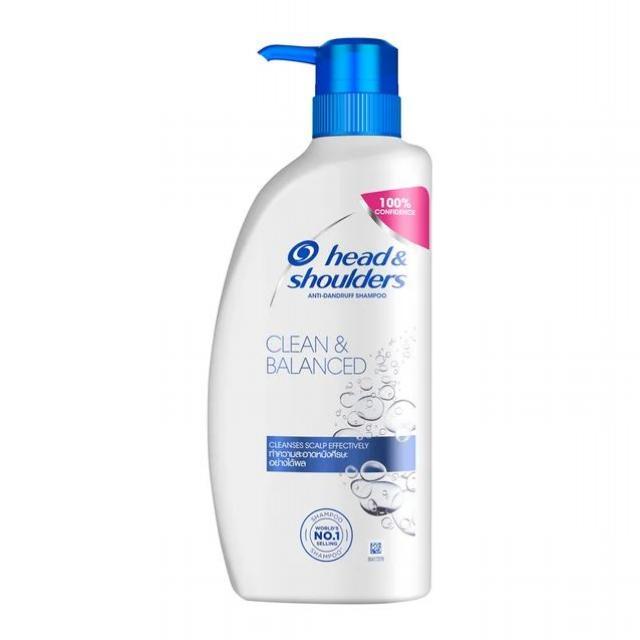 100%
CONFIDENCE
head &
shoulders
ANTI-DANDRUFF SHAMPOO
CLEAN &
BALANCED
CLEANSES SCALP EFFECTIVELY
ทำความสะอาดหนังศีรษะ
อย่างได้ผล
SHAMPOO
WORLD'S
NO.1
SELLING
SHAMPOO*